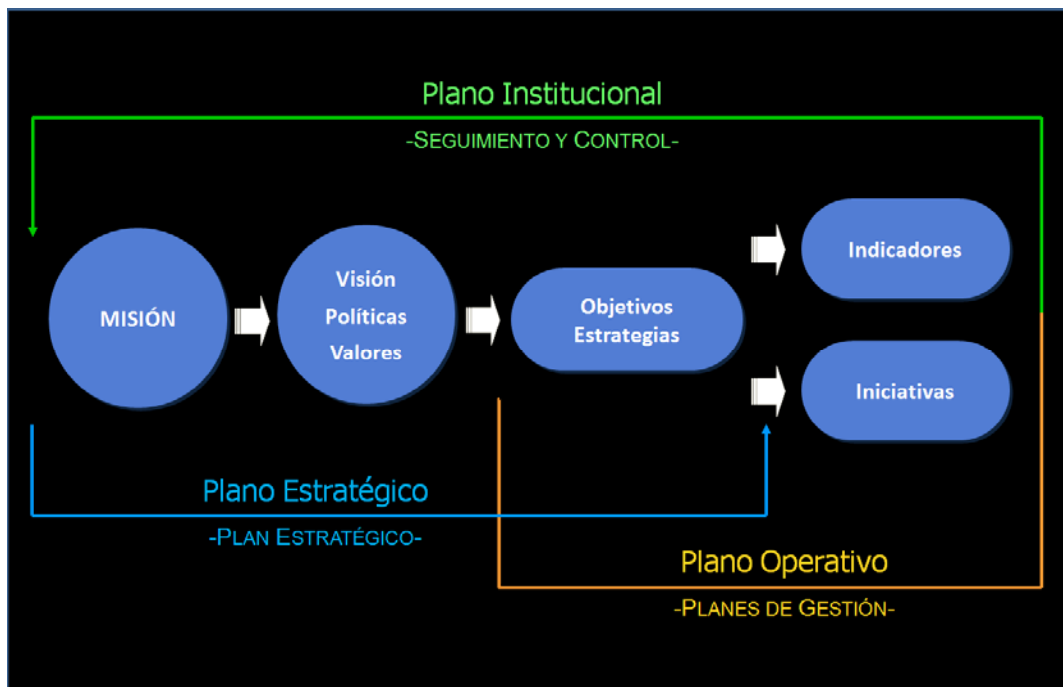 Plano Institucional
-SEGUIMIENTO Y CONTROL-
MISIÓN
Visión
Políticas
Valores
Objetivos
Estrategias
Indicadores
Iniciativas
Plano Estratégico
-PLAN ESTRATÉGICO-
Plano Operativo
-PLANES DE GESTIÓN-